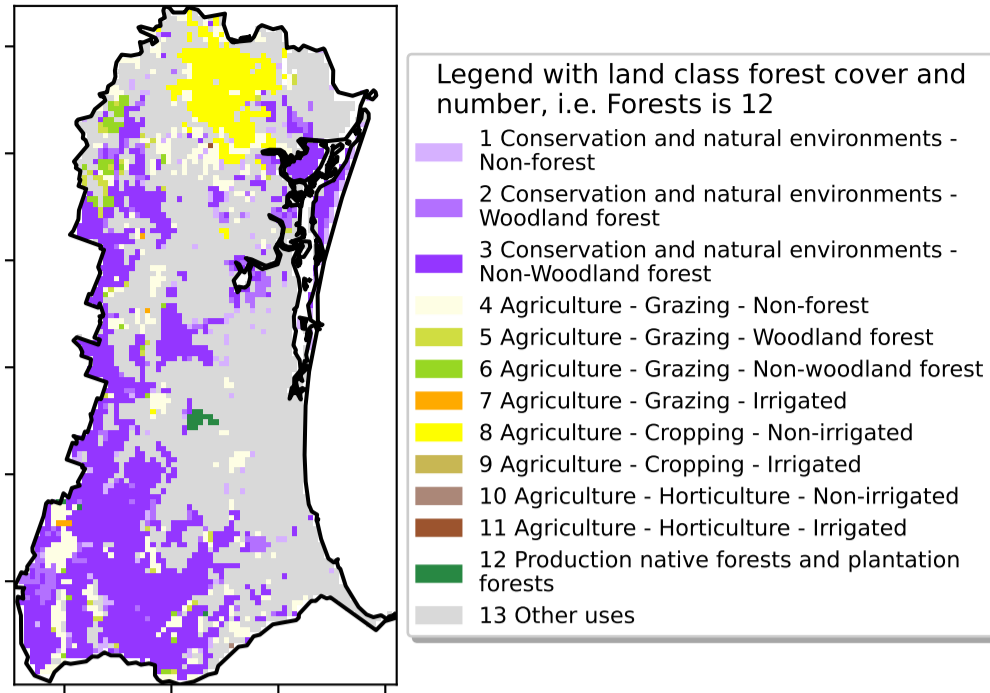 Legend with land class forest cover and
number, i.e. Forests is 12
1 Conservation and natural environments -
Non-forest
2 Conservation and natural environments -
Woodland forest
3 Conservation and natural environments -
Non-Woodland forest
4 Agriculture - Grazing - Non-forest
5 Agriculture - Grazing - Woodland forest
6 Agriculture - Grazing - Non-woodland forest
7 Agriculture - Grazing - Irrigated
8 Agriculture - Cropping - Non-irrigated
9 Agriculture - Cropping - Irrigated
10 Agriculture - Horticulture - Non-irrigated
11 Agriculture - Horticulture - Irrigated
12 Production native forests and plantation
forests
13 Other uses